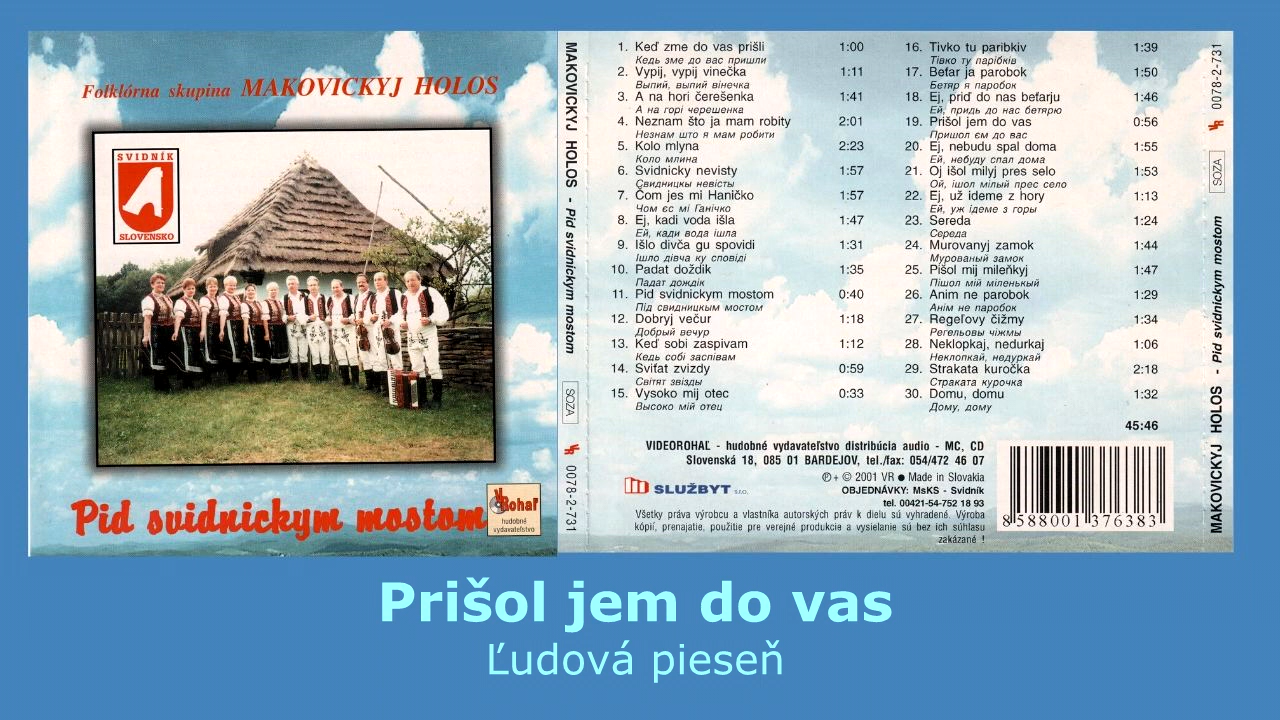 Folklórna skupina MAKOVICKYJ HOLOS
SVIDNÍK
SLOVENSKO
Pid svidnickym mostom
Rohaľ
hudobné
vydavateľstvo
MAKOVICKYJ HOLOS - Pid svidnickym mostom
SOZA
VR 0078-2-731
1. Keď zme do vas prišli 1:00
Кедь зме до вас пришли
2. Vypij, vypij vinečka 1:11
Выпий, выпий вінечка
3. A na hori čerešenka 1:41
А на горі черешенка
4. Neznam što ja mam robity 2:01
Незнам што я мам робити
5. Kolo mlyna 2:23
Коло млина
6. Svidnicky nevisty 1:57
Свидницкы невісты
7. Čom jes mi Haničko 1:57
Чом єс мі Ганічко
8. Ej, kadi voda išla 1:47
Ей, кади вода ішла
9. Išlo divča gu spovidi 1:31
Ішло дівча ку сповіді
10. Padat doždik 1:35
Падат дождік
11. Pid svidnickym mostom 0:40
Під свидницкым мостом
12. Dobryj večur 1:18
Добрый вечур
13. Keď sobi zaspivam 1:12
Кедь собі заспівам
14. Sviťat zvizdy 0:59
Світят звізды
15. Vysoko mij otec 0:33
Высоко мій отец
16. Tivko tu paribkiv 1:39
Тівко ту парібків
17. Beťar ja parobok 1:50
Бетяр я паробок
18. Ej, priď do nas beťarju 1:46
Ей, придь до нас бетярю
19. Prišol jem do vas 0:56
Пришол єм до вас
20. Ej, nebudu spal doma 1:55
Ей, небуду спал дома
21. Oj išol milyj pres selo 1:53
Ой, ішол мілый прес село
22. Ej, už ideme z hory 1:13
Ей, уж ідеме з горы
23. Sereda 1:24
Середа
24. Murovanyj zamok 1:44
Мурованый замок
25. Pišol mij mileňkyj 1:47
Пішол мій міленькый
26. Anim ne parobok 1:29
Анім не паробок
27. Regeľovy čižmy 1:34
Регельовы чіжмы
28. Neklopkaj, nedurkaj 1:06
Неклопкай, недуркай
29. Strakata kuročka 2:18
Страката курочка
30. Domu, domu 1:32
Дому, дому
45:46
VIDEOROHAĽ - hudobné vydavateľstvo distribúcia audio - MC, CD
Slovenská 18, 085 01 BARDEJOV, tel./fax: 054/472 46 07
℗ + © 2001 VR ● Made in Slovakia
SLUŽBYT s.r.o.
OBJEDNÁVKY: MsKS - Svidník
tel. 00421-54-752 18 93
Všetky práva výrobcu a vlastníka autorských práv k dielu sú vyhradené. Výroba
kópií, prenajatie, použitie pre verejné produkcie a vysielanie sú bez ich súhlasu
zakázané !
8 588001 376383
MAKOVICKYJ HOLOS - Pid svidnickym mostom
SOZA
VR 0078-2-731
Prišol jem do vas
Ľudová pieseň